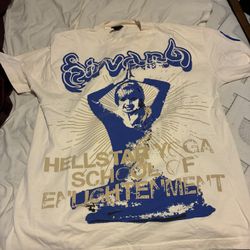 HELLSTAR YOGA
SCHOOL OF
ENLIGHTENMENT